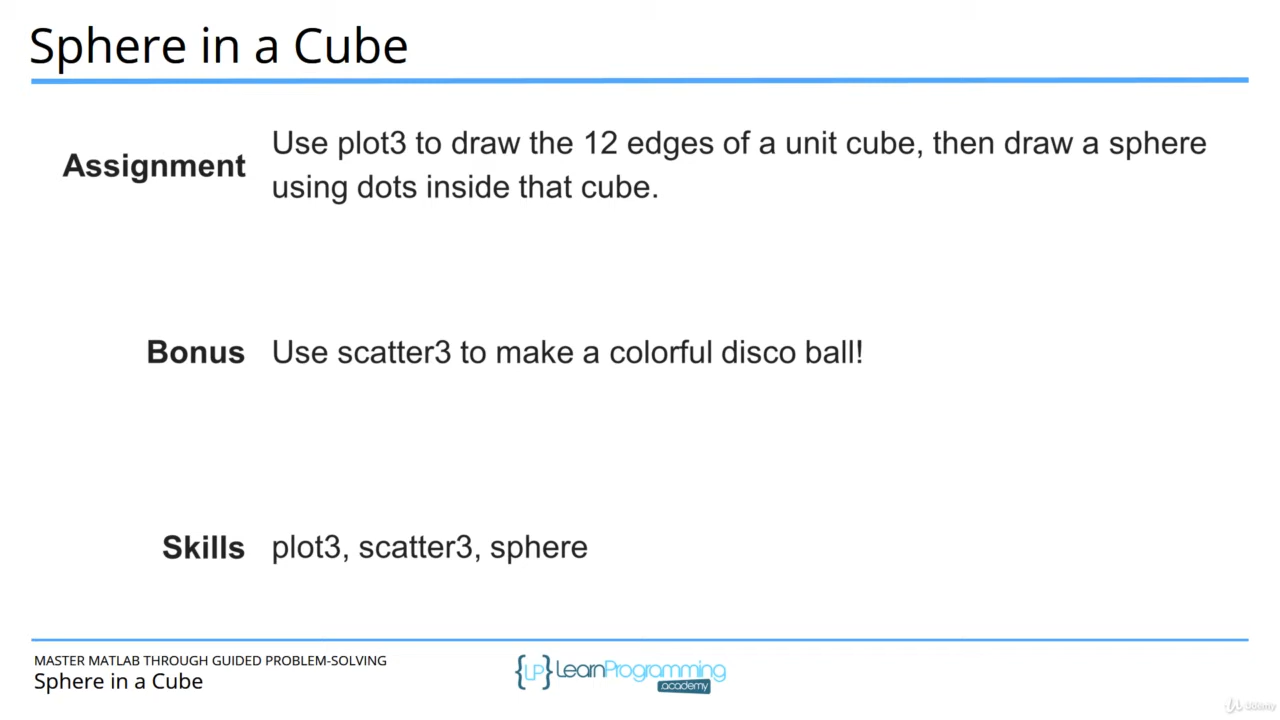 Sphere in a Cube
Assignment
Use plot3 to draw the 12 edges of a unit cube, then draw a sphere
using dots inside that cube.
Bonus
Use scatter3 to make a colorful disco ball!
Skills
plot3, scatter3, sphere
MASTER MATLAB THROUGH GUIDED PROBLEM-SOLVING
Sphere in a Cube
{LP} LearnProgramming
.academy
Udemy